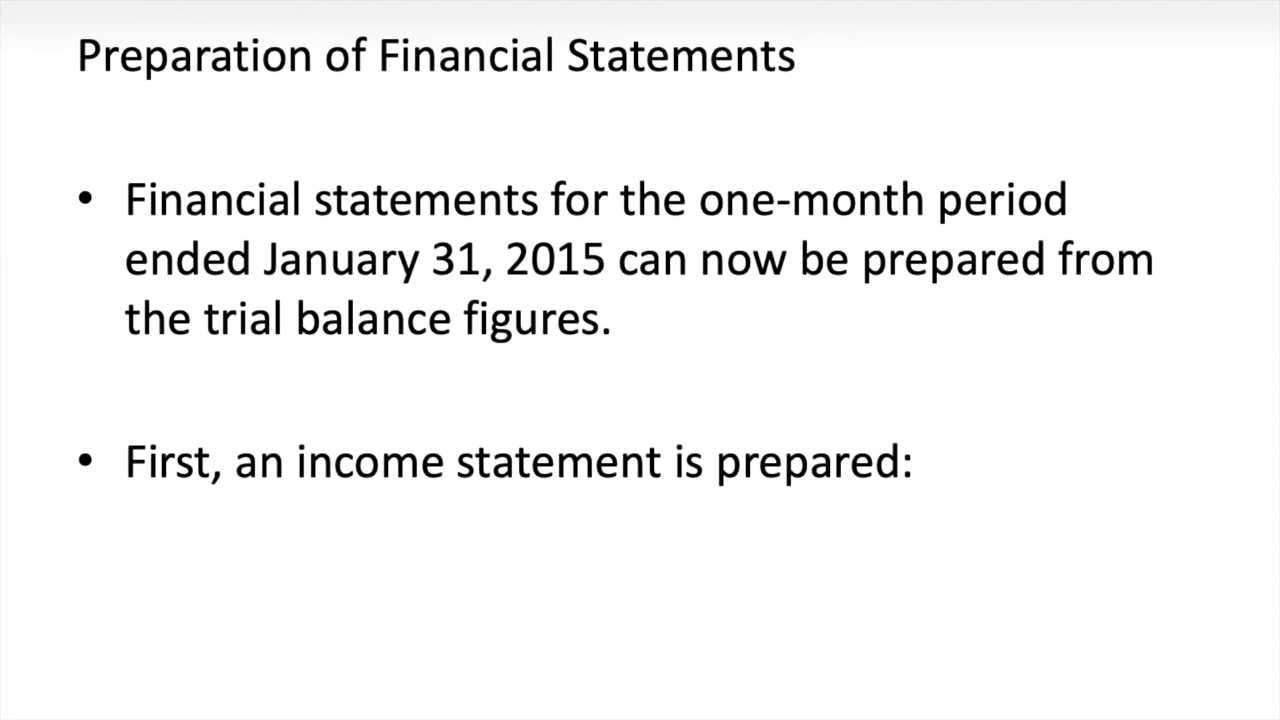 Preparation of Financial Statements
• Financial statements for the one-month period
ended January 31, 2015 can now be prepared from
the trial balance figures.
• First, an income statement is prepared: